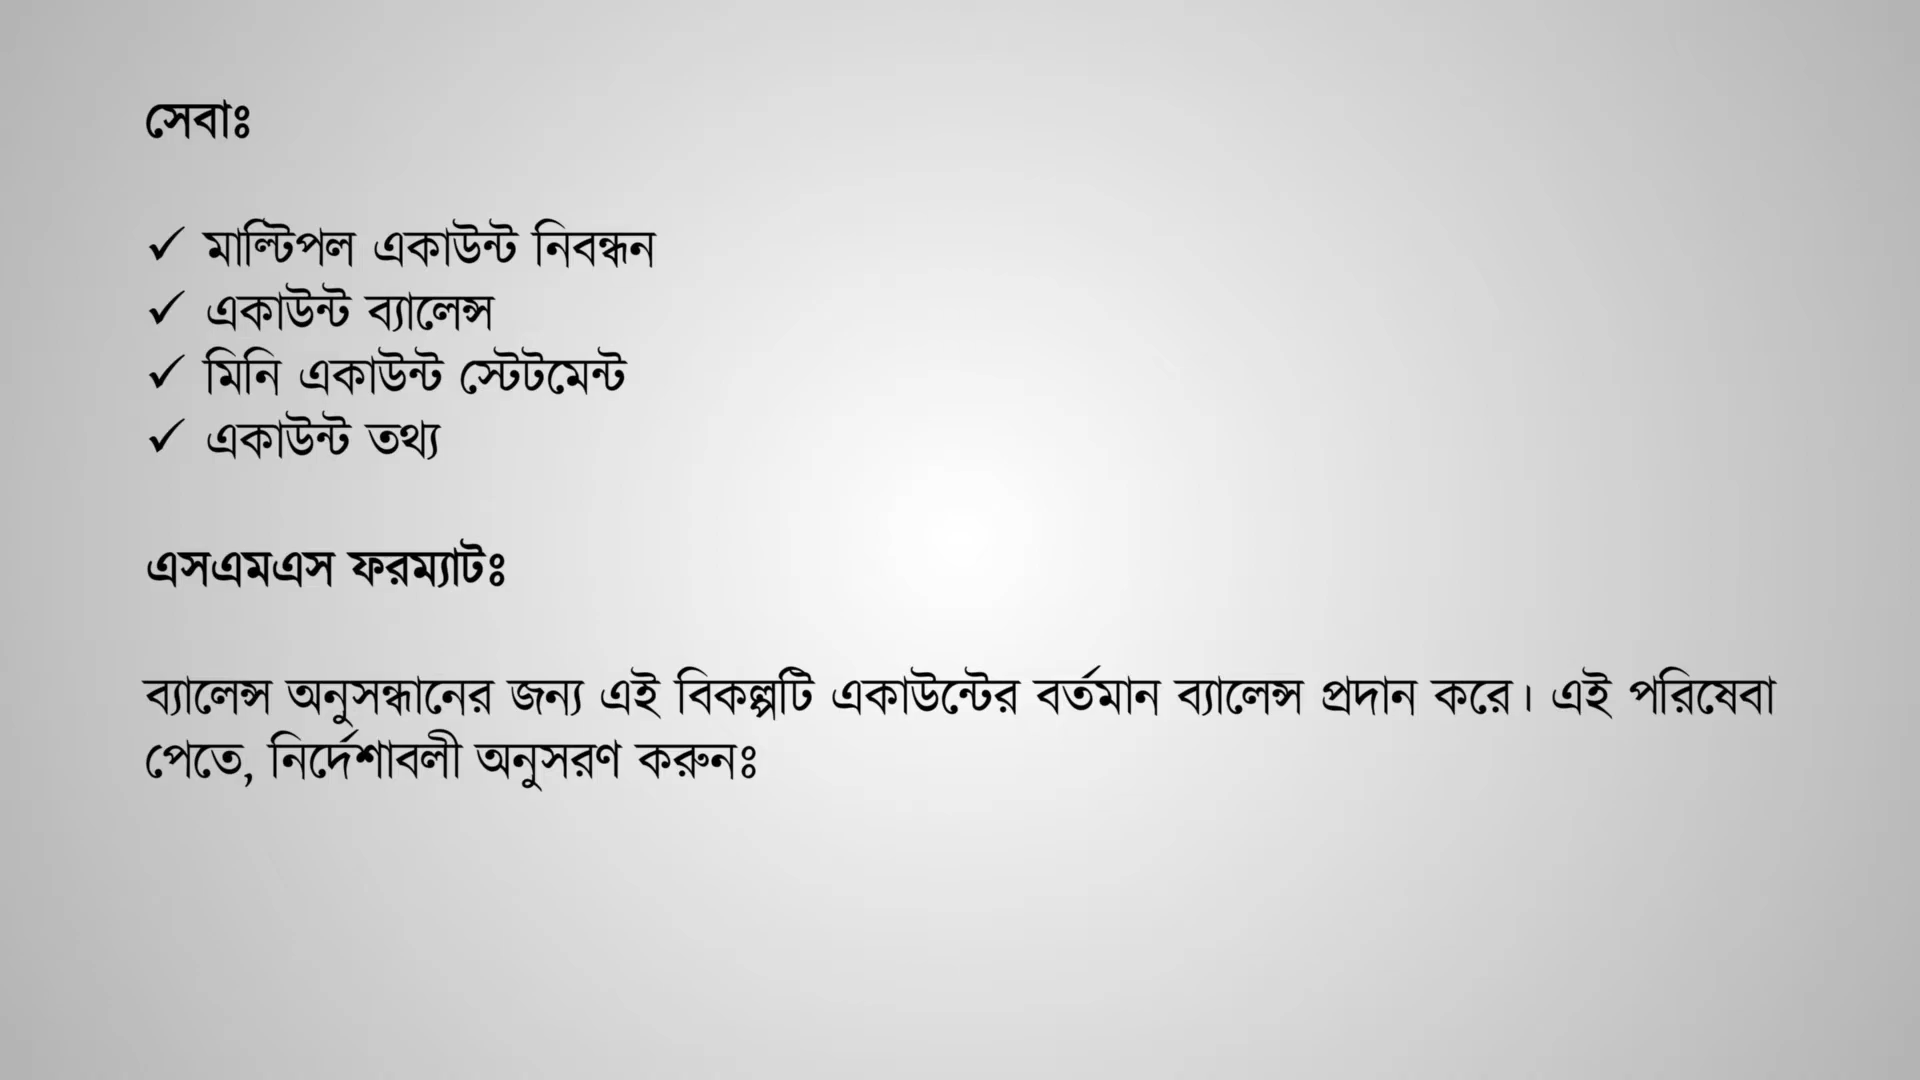 সেবাঃ
✓ মাল্টিপল একাউন্ট নিবন্ধন
✓ একাউন্ট ব্যালেন্স
✓ মিনি একাউন্ট স্টেটমেন্ট
✓ একাউন্ট তথ্য
এসএমএস ফরম্যাটঃ
ব্যালেন্স অনুসন্ধানের জন্য এই বিকল্পটি একাউন্টের বর্তমান ব্যালেন্স প্রদান করে। এই পরিষেবা
পেতে, নির্দেশাবলী অনুসরণ করুনঃ